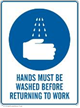 HANDS MUST BE
WASHED BEFORE
RETURNING TO WORK